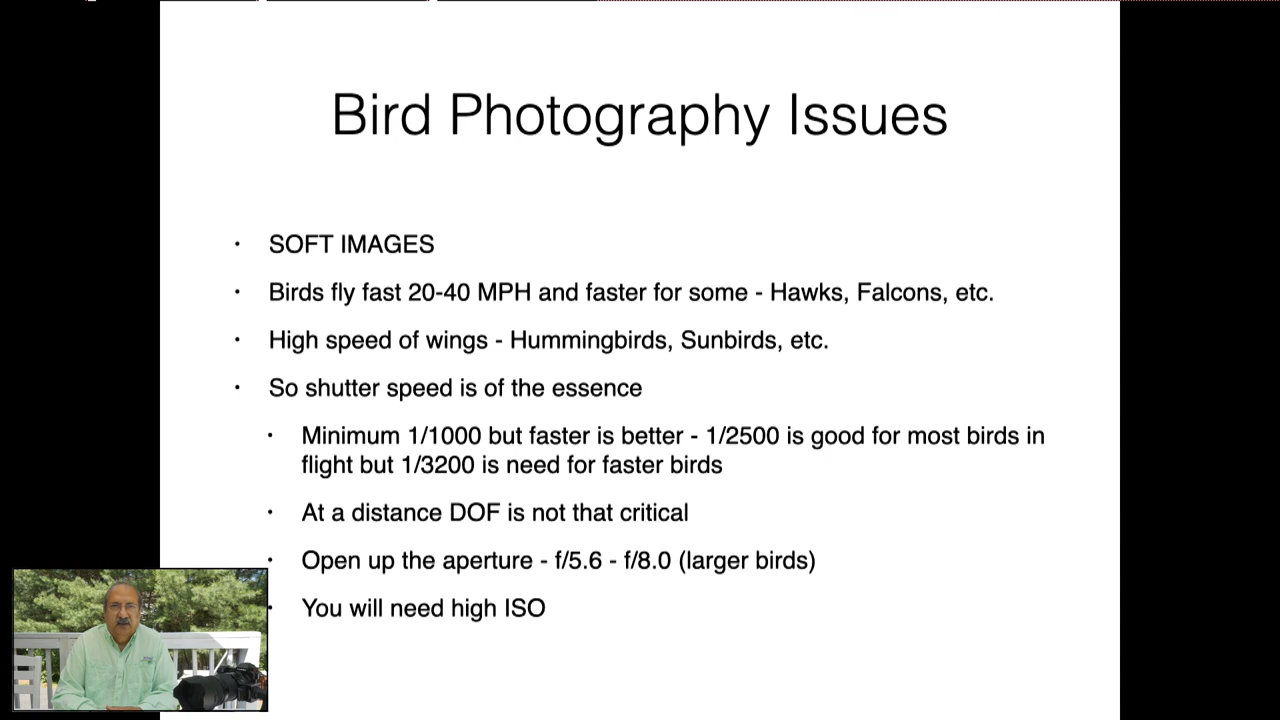 Bird Photography Issues
• SOFT IMAGES
• Birds fly fast 20-40 MPH and faster for some - Hawks, Falcons, etc.
• High speed of wings - Hummingbirds, Sunbirds, etc.
• So shutter speed is of the essence
• Minimum 1/1000 but faster is better - 1/2500 is good for most birds in
flight but 1/3200 is need for faster birds
• At a distance DOF is not that critical
• Open up the aperture - f/5.6 - f/8.0 (larger birds)
• You will need high ISO